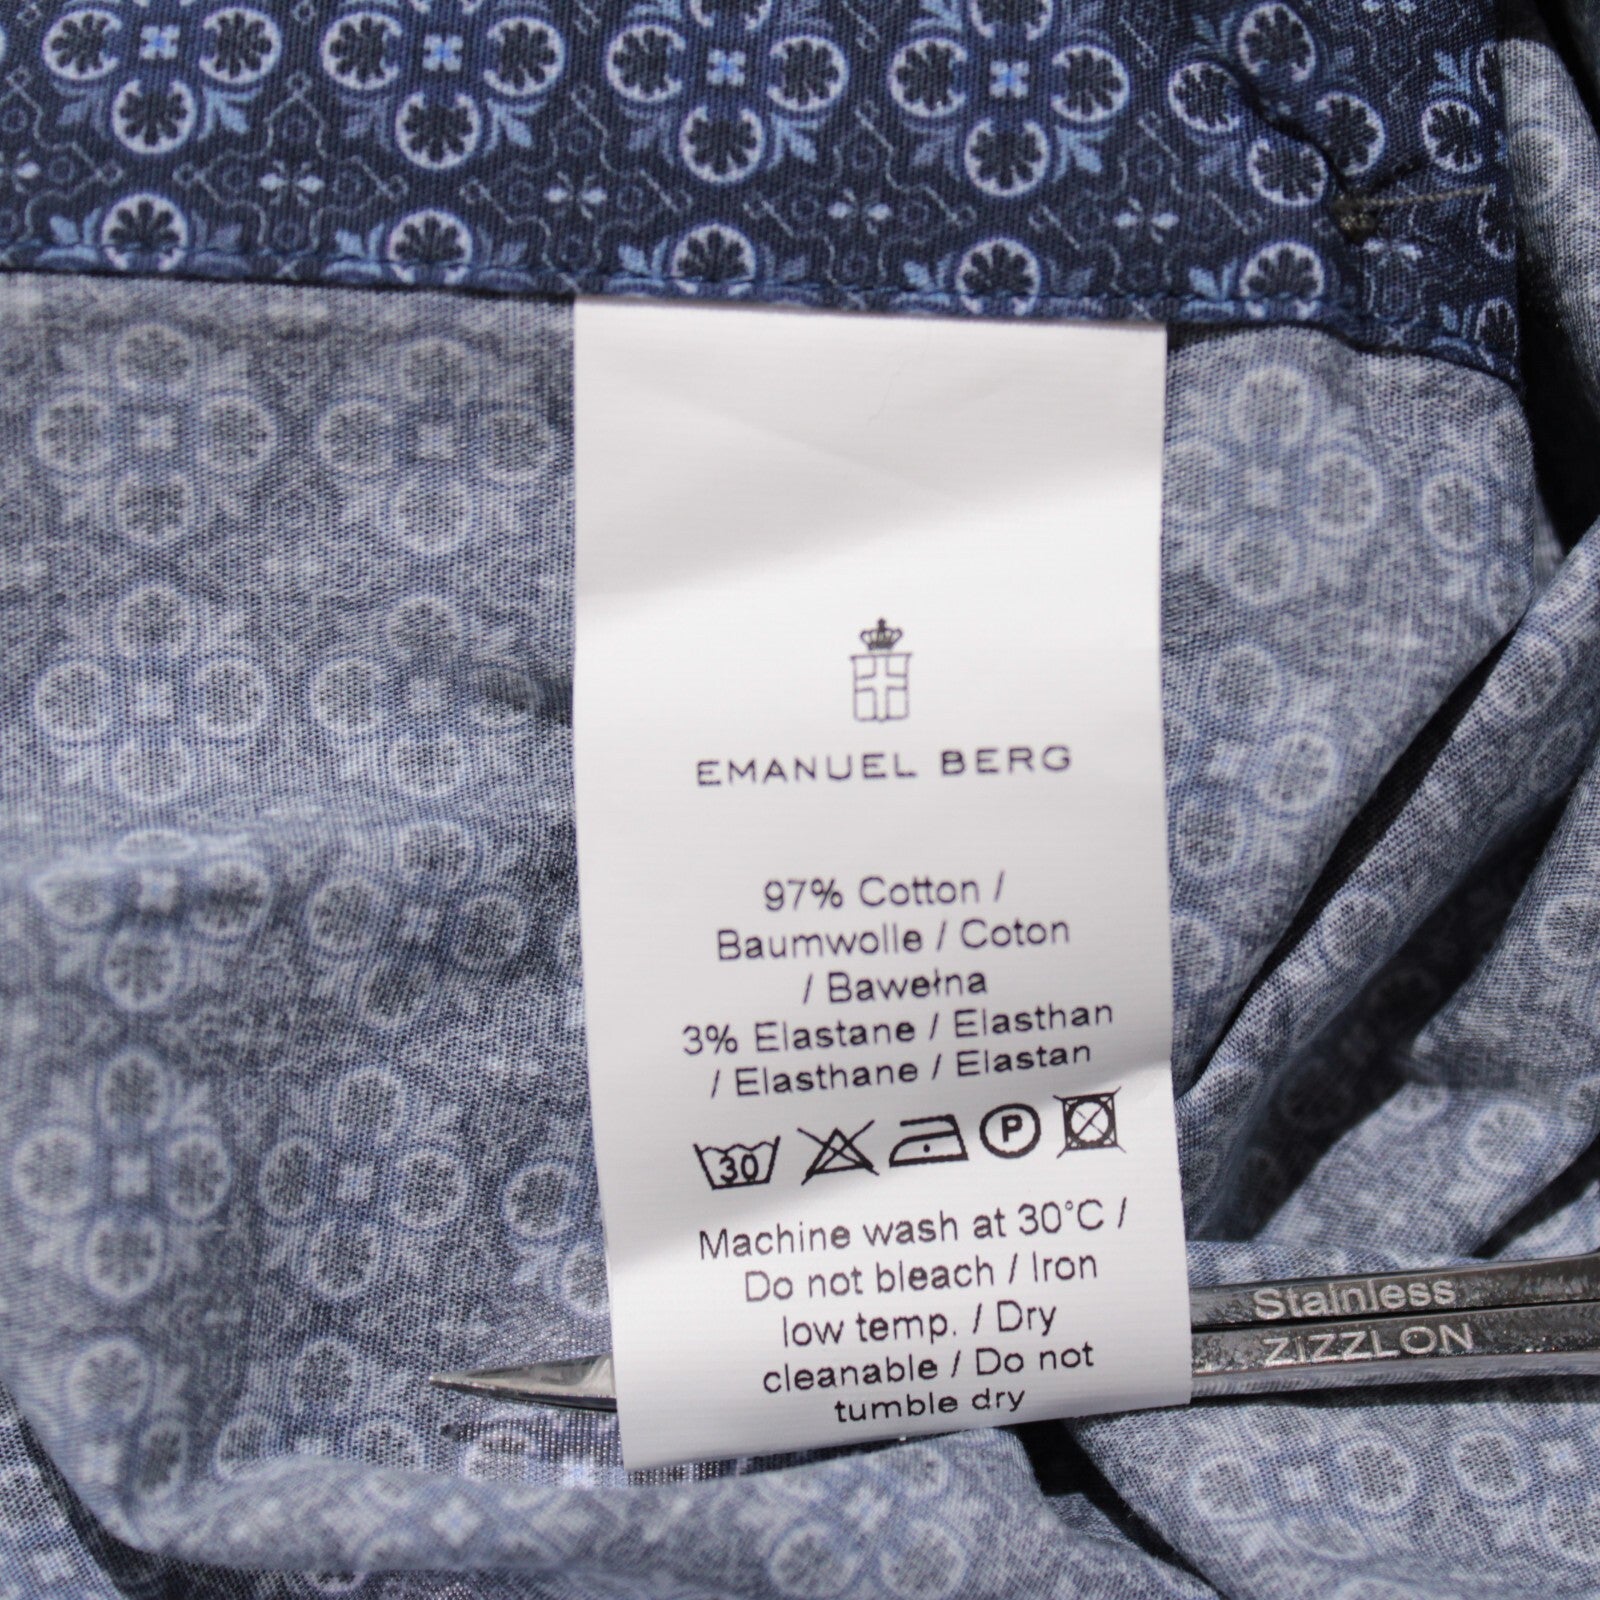 EMANUEL BERG
97% Cotton /
Baumwolle / Coton
/ Bawełna
3% Elastane / Elasthan
/ Elasthane / Elastan
30 P
Machine wash at 30°C /
Do not bleach / Iron
low temp. / Dry
cleanable / Do not
tumble dry
Stainless
ZIZZLON